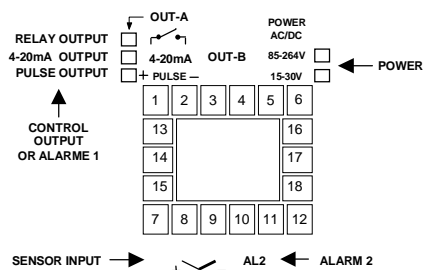 OUT-A
POWER
AC/DC
RELAY OUTPUT
4-20mA OUTPUT
4-20mA
OUT-B
85-264V
POWER
PULSE OUTPUT
+ PULSE –
15-30V
1 2 3 4 5 6
CONTROL
OUTPUT
OR ALARME 1
13
16
14
17
15
18
7 8 9 10 11 12
SENSOR INPUT
AL2
ALARM 2